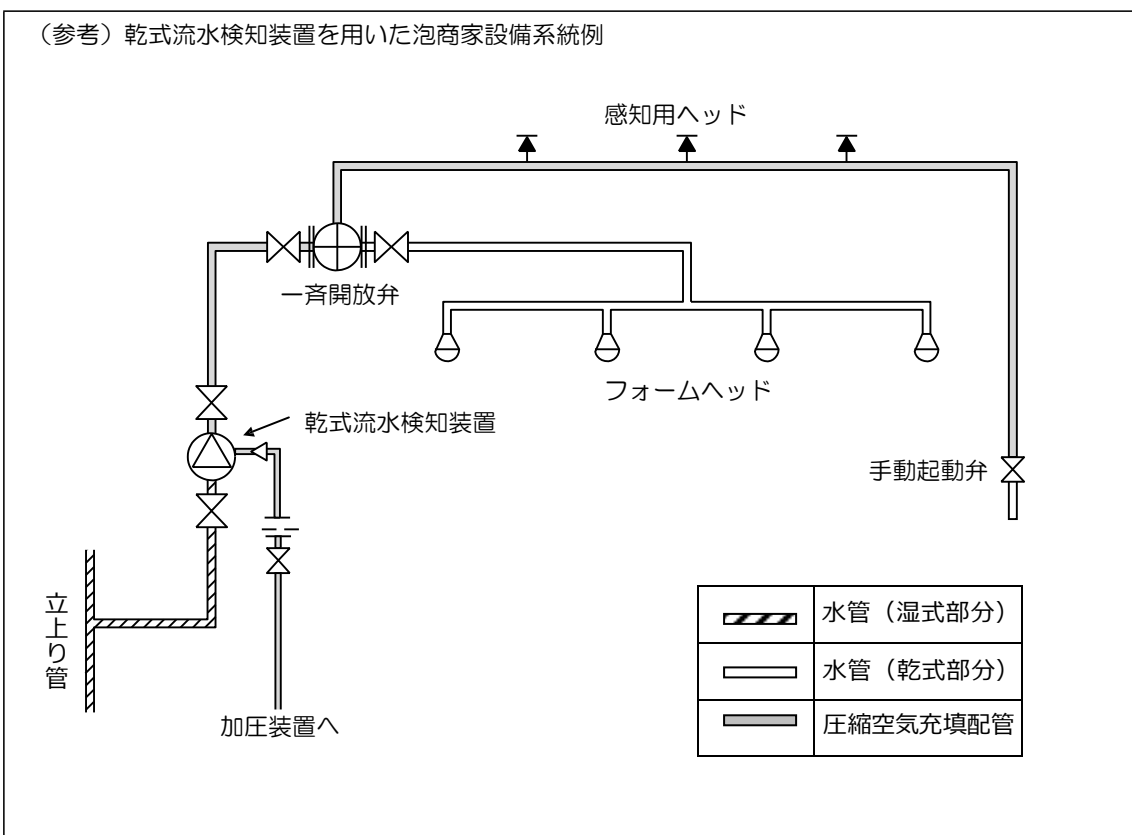 （参考）乾式流水検知装置を用いた泡商家設備系統例
感知用ヘッド
一斉開放弁
フォームヘッド
乾式流水検知装置
手動起動弁
立上り管
加圧装置へ
水管（湿式部分）
水管（乾式部分）
圧縮空気充填配管